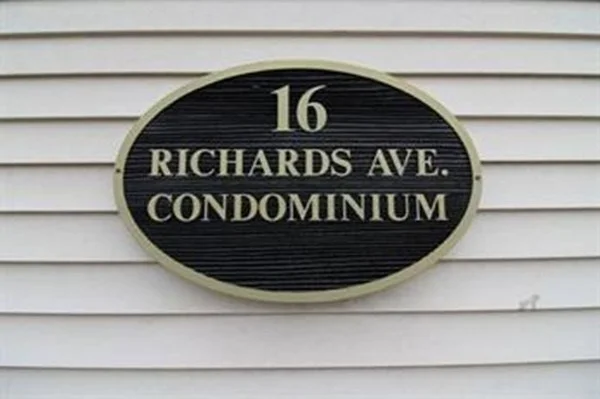 16
RICHARDS AVE.
CONDOMINIUM